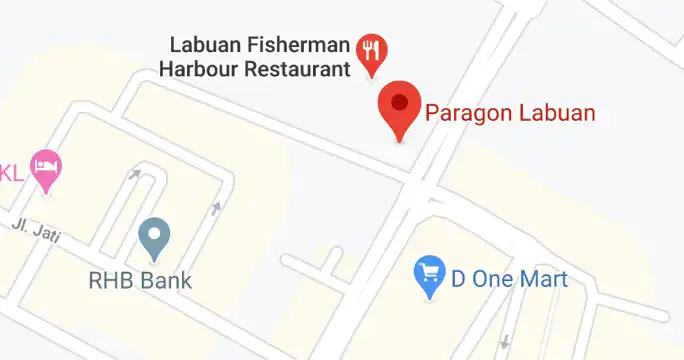 Labuan Fisherman
Harbour Restaurant
Paragon Labuan
KL
Jl. Jati
RHB Bank
D One Mart